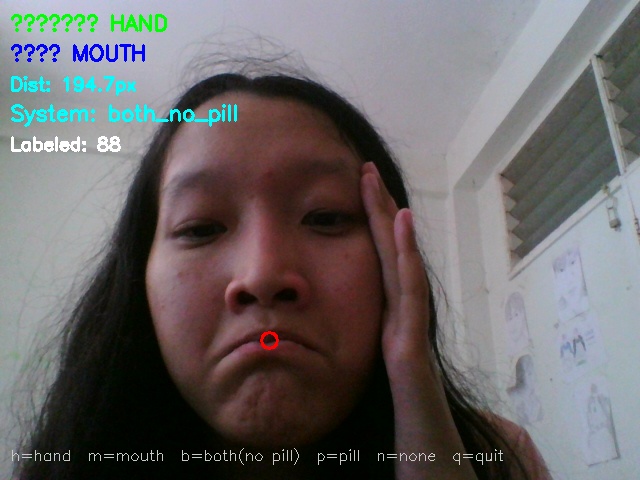 ??????? HAND
???? MOUTH
Dist: 194.7px
System: both_no_pill
Labeled: 88
h=hand m=mouth b=both(no pill) p=pill n=none q=quit